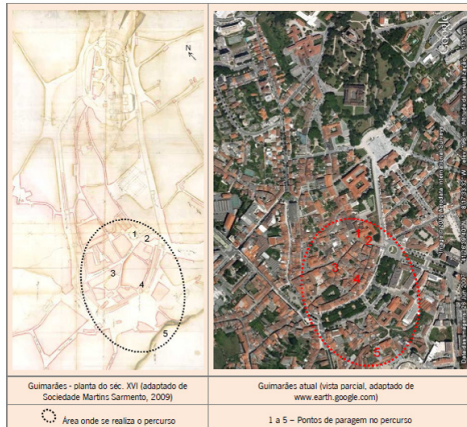 N
1
2
3
4
5
Google
1
2
3
4
5
Guimarães - planta do séc. XVI (adaptado de
Sociedade Martins Sarmento, 2009)
Guimarães atual (vista parcial, adaptado de
www.earth.google.com)
Área onde se realiza o percurso
1 a 5 – Pontos de paragem no percurso